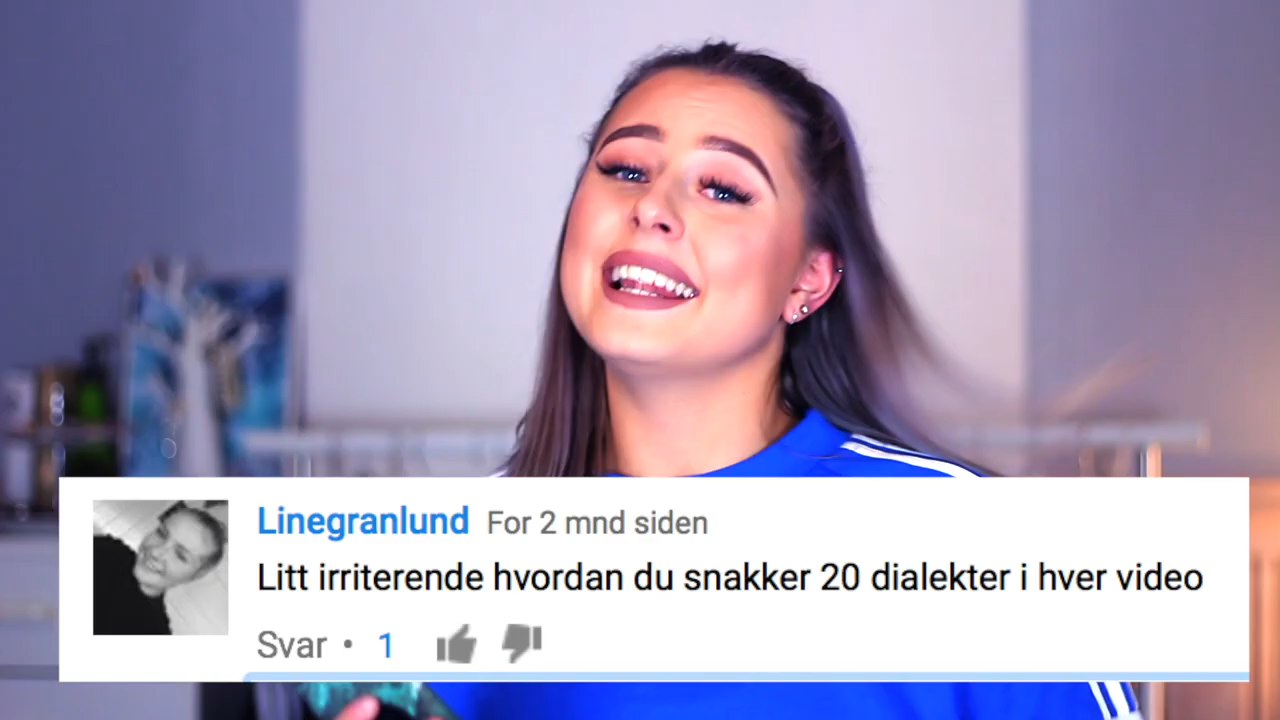 Linegranlund For 2 mnd siden
Litt irriterende hvordan du snakker 20 dialekter i hver video
Svar • 1